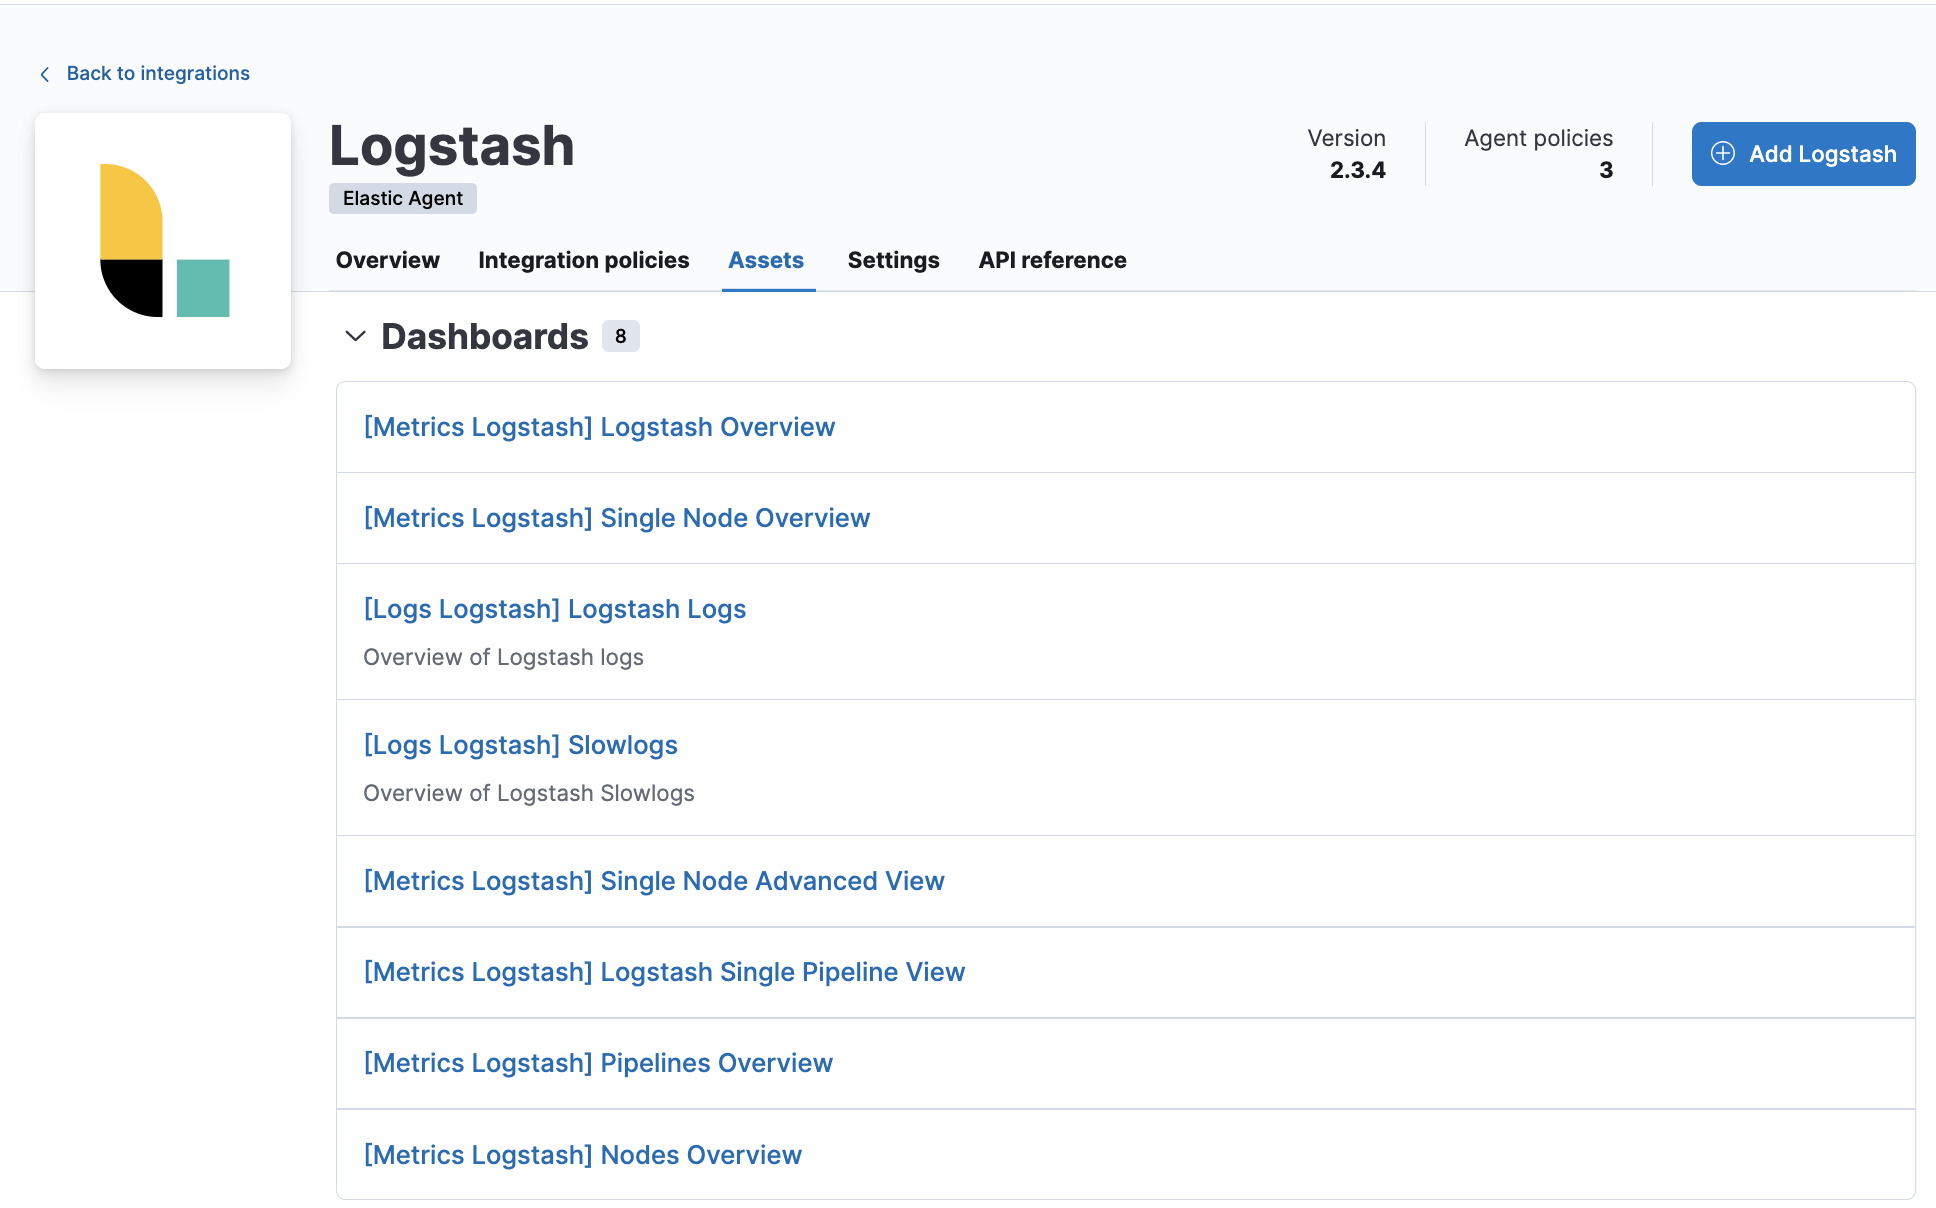 Back to integrations
Logstash
Elastic Agent
Version
2.3.4
Agent policies
3
Add Logstash
Overview
Integration policies
Assets
Settings
API reference
Dashboards 8
[Metrics Logstash] Logstash Overview
[Metrics Logstash] Single Node Overview
[Logs Logstash] Logstash Logs
Overview of Logstash logs
[Logs Logstash] Slowlogs
Overview of Logstash Slowlogs
[Metrics Logstash] Single Node Advanced View
[Metrics Logstash] Logstash Single Pipeline View
[Metrics Logstash] Pipelines Overview
[Metrics Logstash] Nodes Overview